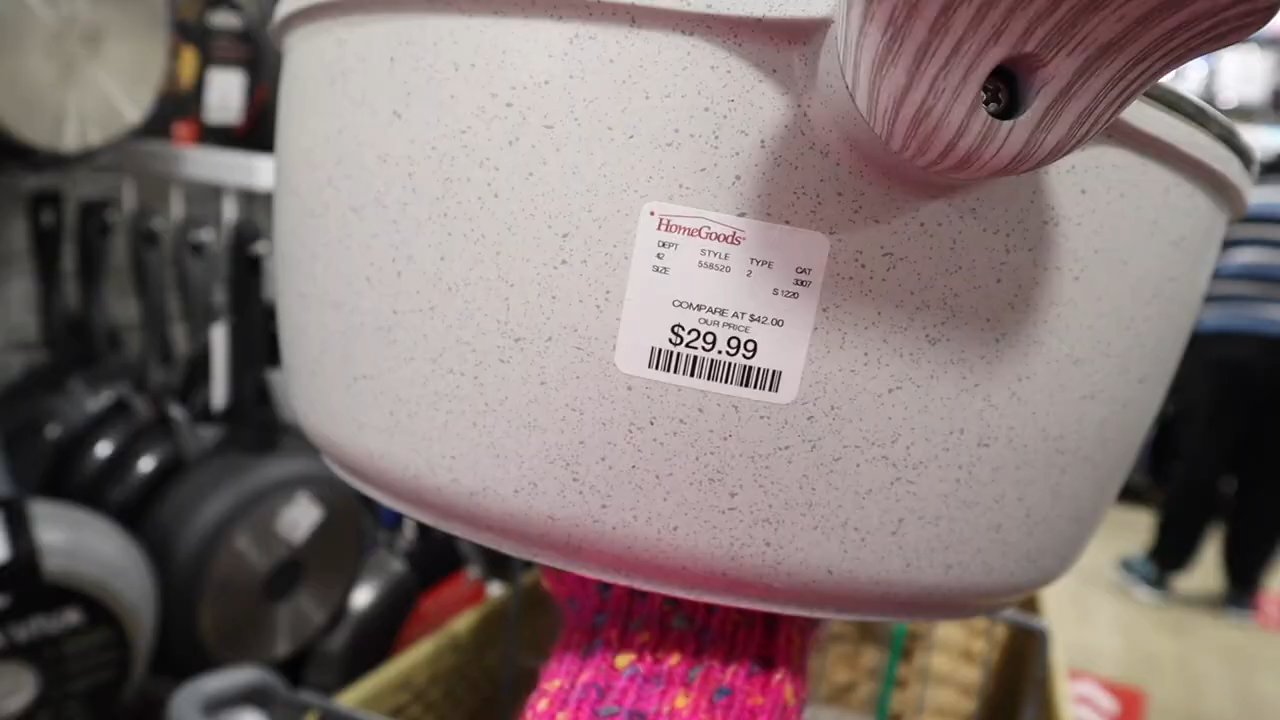 HomeGoods
DEPT STYLE TYPE CAT
42 558520 2 3307
SIZE S1220
COMPARE AT $42.00
OUR PRICE
$29.99